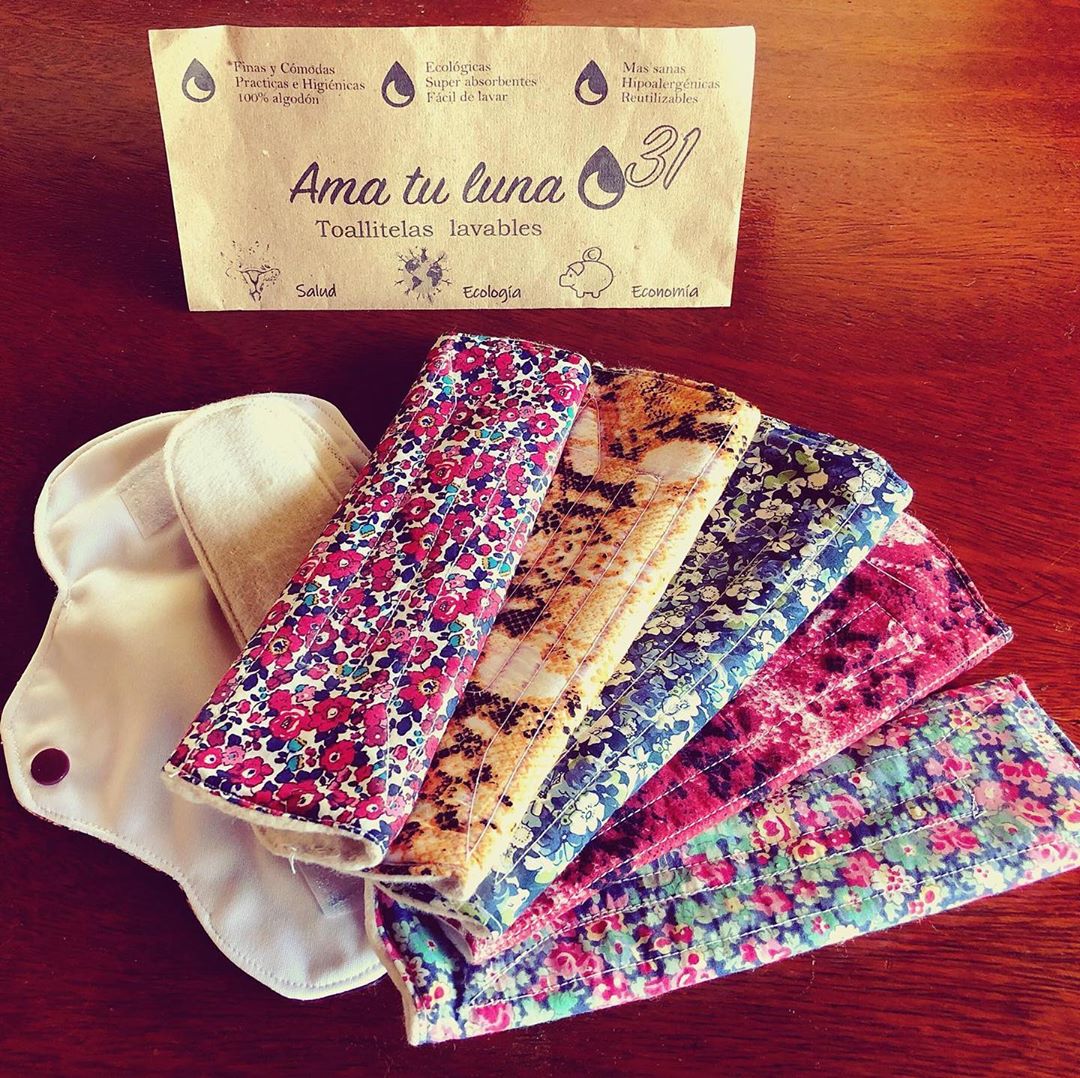 *Finas y Cómodas
Practicas e Higiénicas
100% algodón
Ecológicas
Super absorbentes
Fácil de lavar
Mas sanas
Hipoalergénicas
Reutilizables
Ama tu luna 31
Toallitelas lavables
Salud
Ecología
Economía